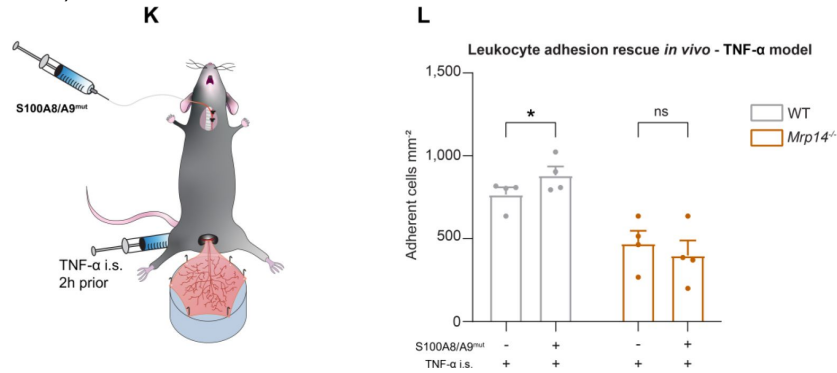 K
S100A8/A9mut
TNF-α i.s.
2h prior
L
Leukocyte adhesion rescue in vivo - TNF-α model
1,500
1,000
500
0
Adherent cells mm-2
*
ns
WT
Mrp14-/-
S100A8/A9mut - + - +
TNF-α i.s. + + + +